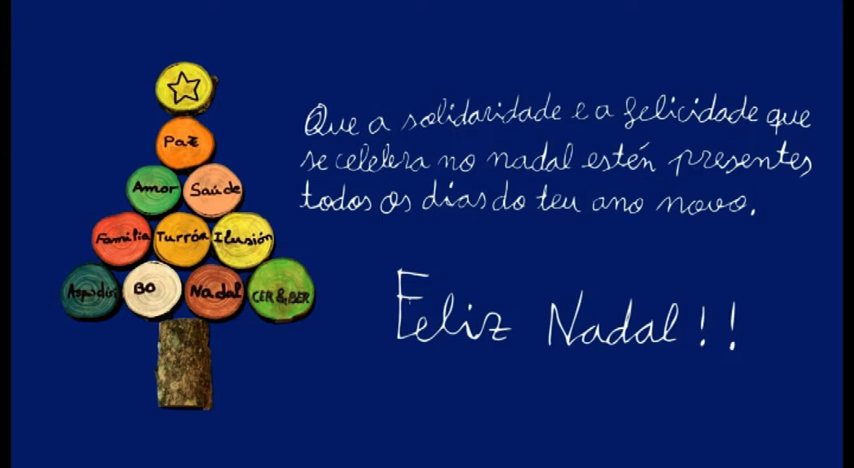 Paz
Amor Saúde
Familia Turrón Ilusión
BO Nadal CER & BER
Que a solidaridade e a felicidade que
se celebra no nadal estén presentes
todos os días do teu ano novo.
Feliz Nadal!!